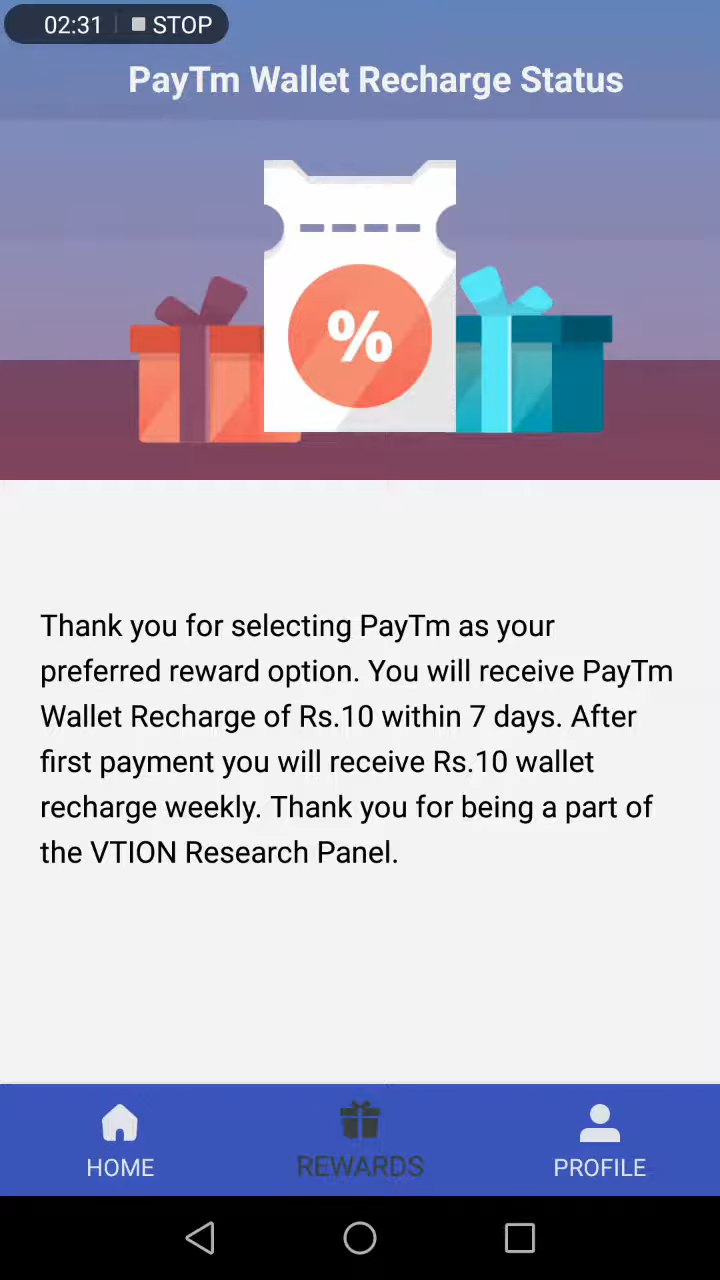 02:31 STOP
PayTm Wallet Recharge Status
%
Thank you for selecting PayTm as your
preferred reward option. You will receive PayTm
Wallet Recharge of Rs.10 within 7 days. After
first payment you will receive Rs.10 wallet
recharge weekly. Thank you for being a part of
the VTION Research Panel.
HOME REWARDS PROFILE